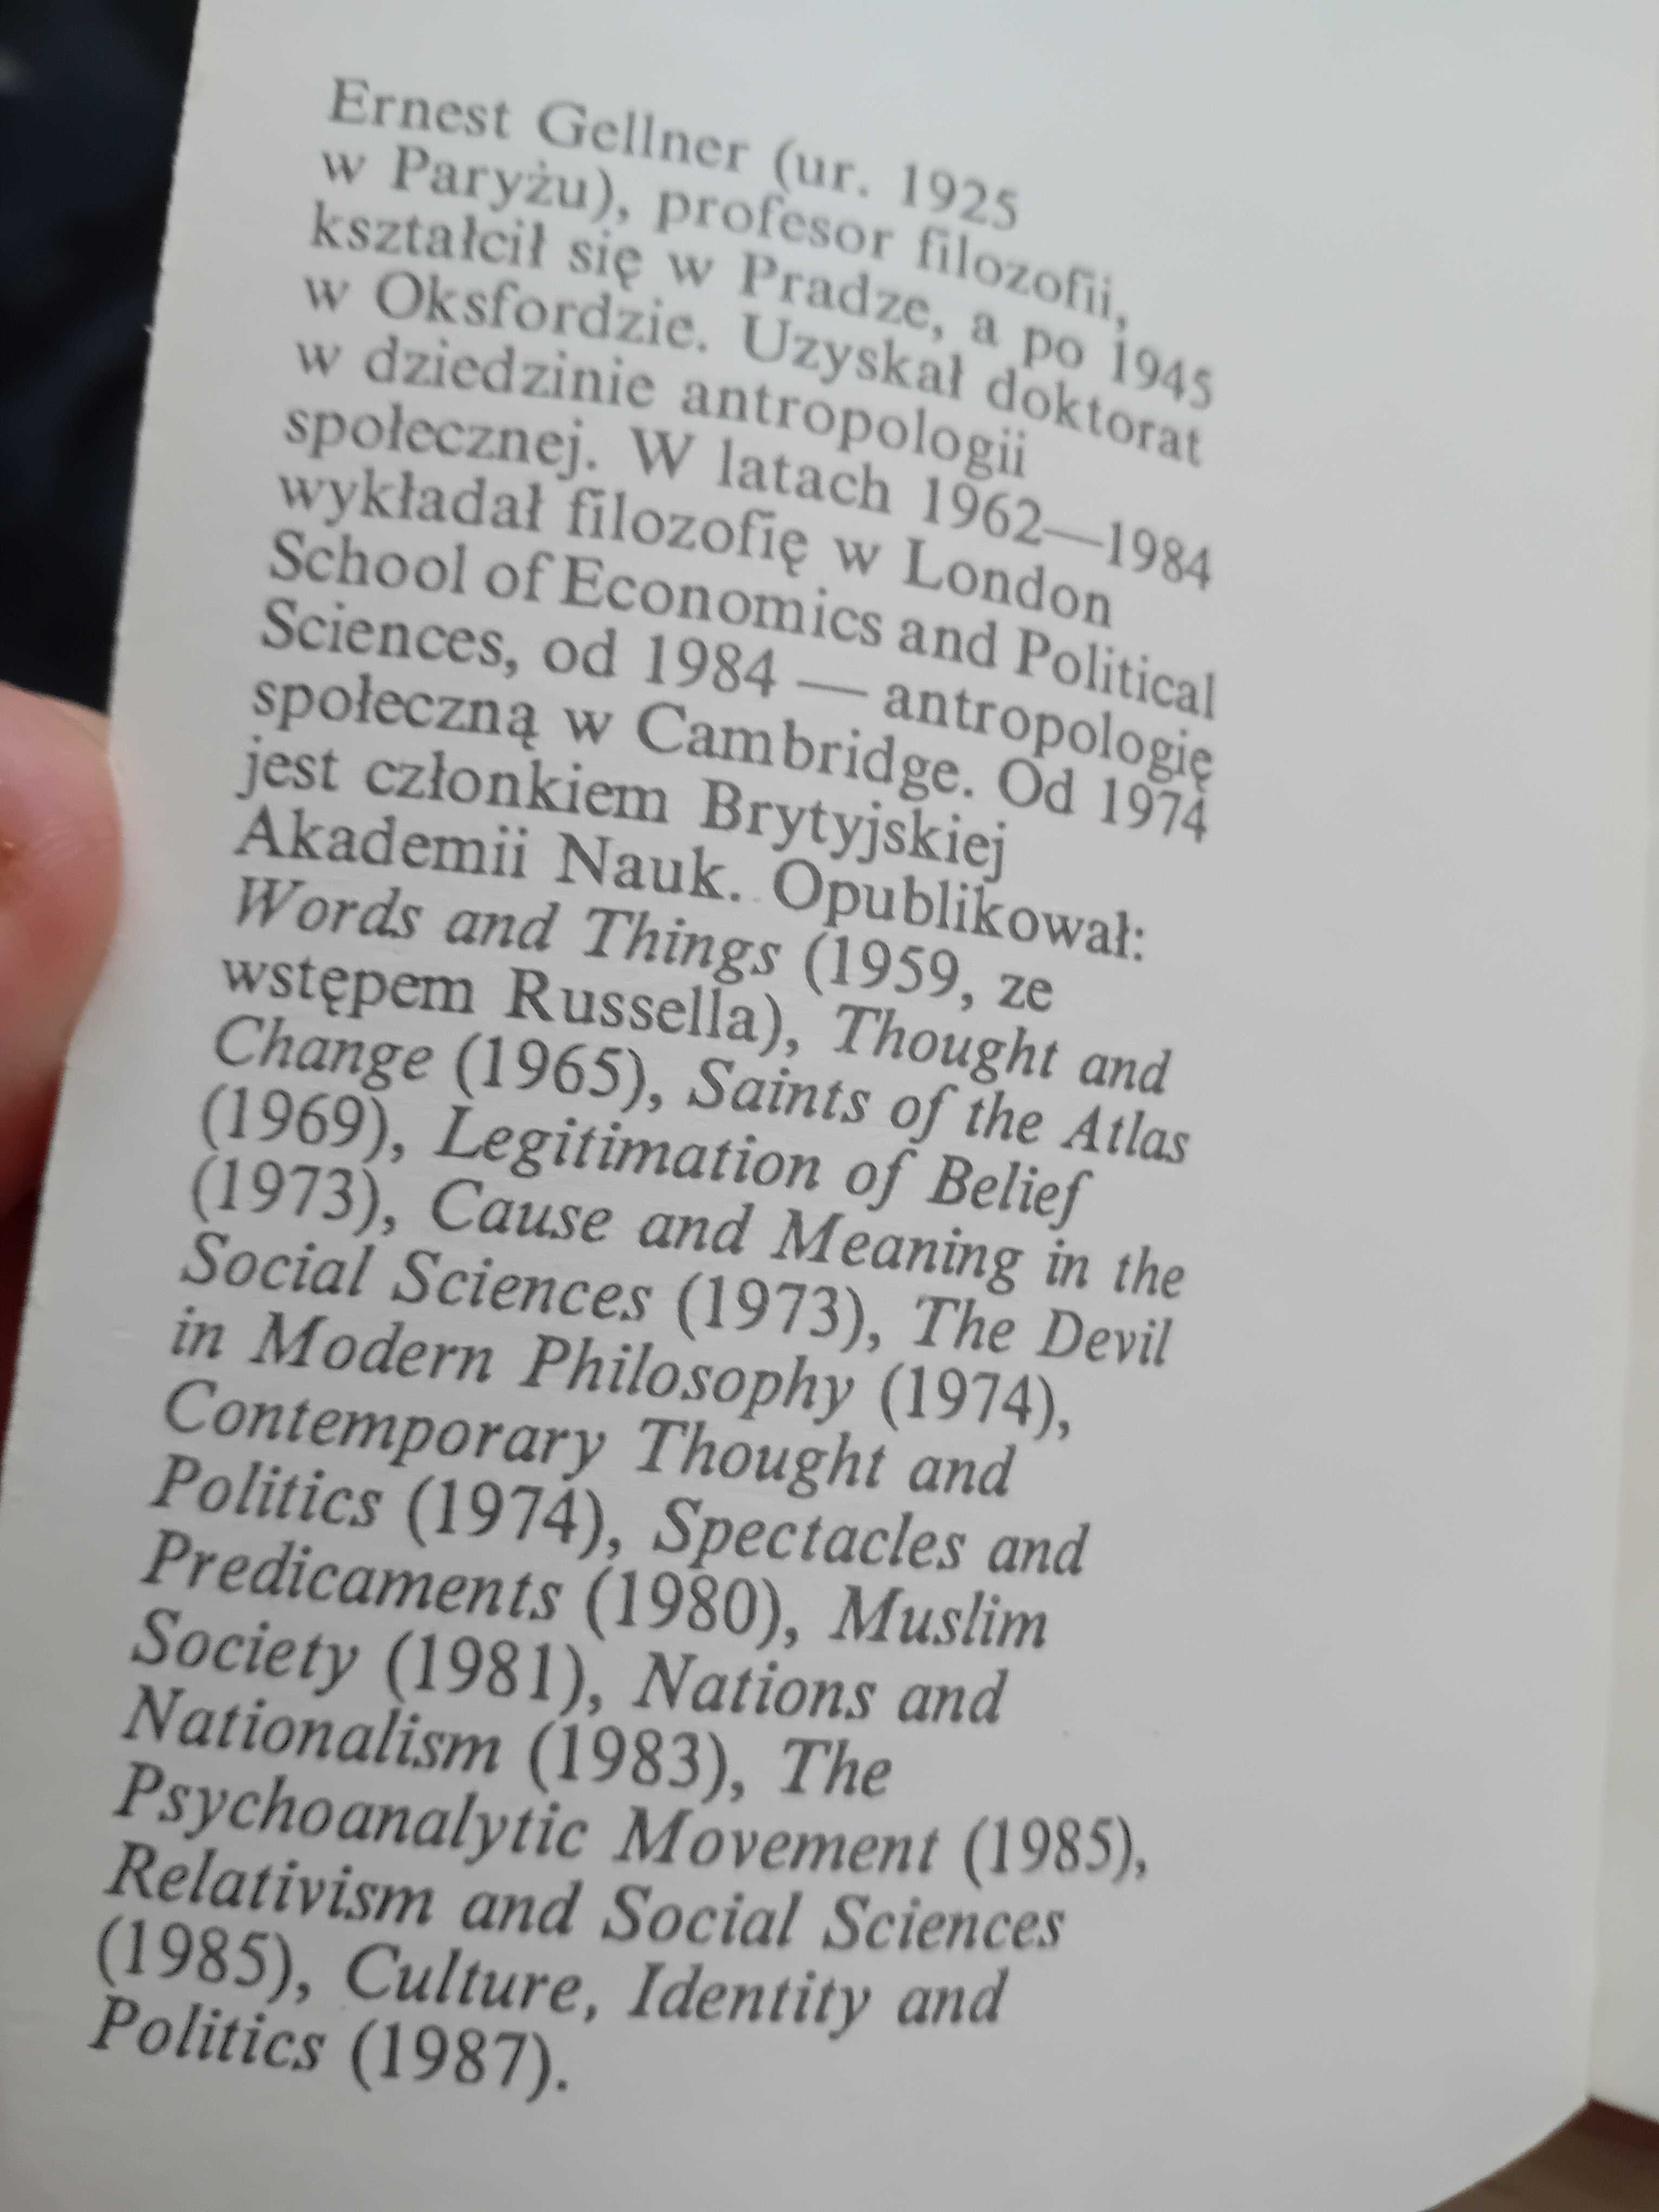 Ernest Gellner (ur. 1925
w Paryżu), profesor filozofii,
kształcił się w Pradze, a po 1945
w Oksfordzie. Uzyskał doktorat
w dziedzinie antropologii
społecznej. W latach 1962—1984
wykładał filozofię w London
School of Economics and Political
Sciences, od 1984 — antropologię
społeczną w Cambridge. Od 1974
jest członkiem Brytyjskiej
Akademii Nauk. Opublikował:
Words and Things (1959, ze
wstępem Russella), Thought and
Change (1965), Saints of the Atlas
(1969), Legitimation of Belief
(1973), Cause and Meaning in the
Social Sciences (1973), The Devil
in Modern Philosophy (1974),
Contemporary Thought and
Politics (1974), Spectacles and
Predicaments (1980), Muslim
Society (1981), Nations and
Nationalism (1983), The
Psychoanalytic Movement (1985),
Relativism and Social Sciences
(1985), Culture, Identity and
Politics (1987).